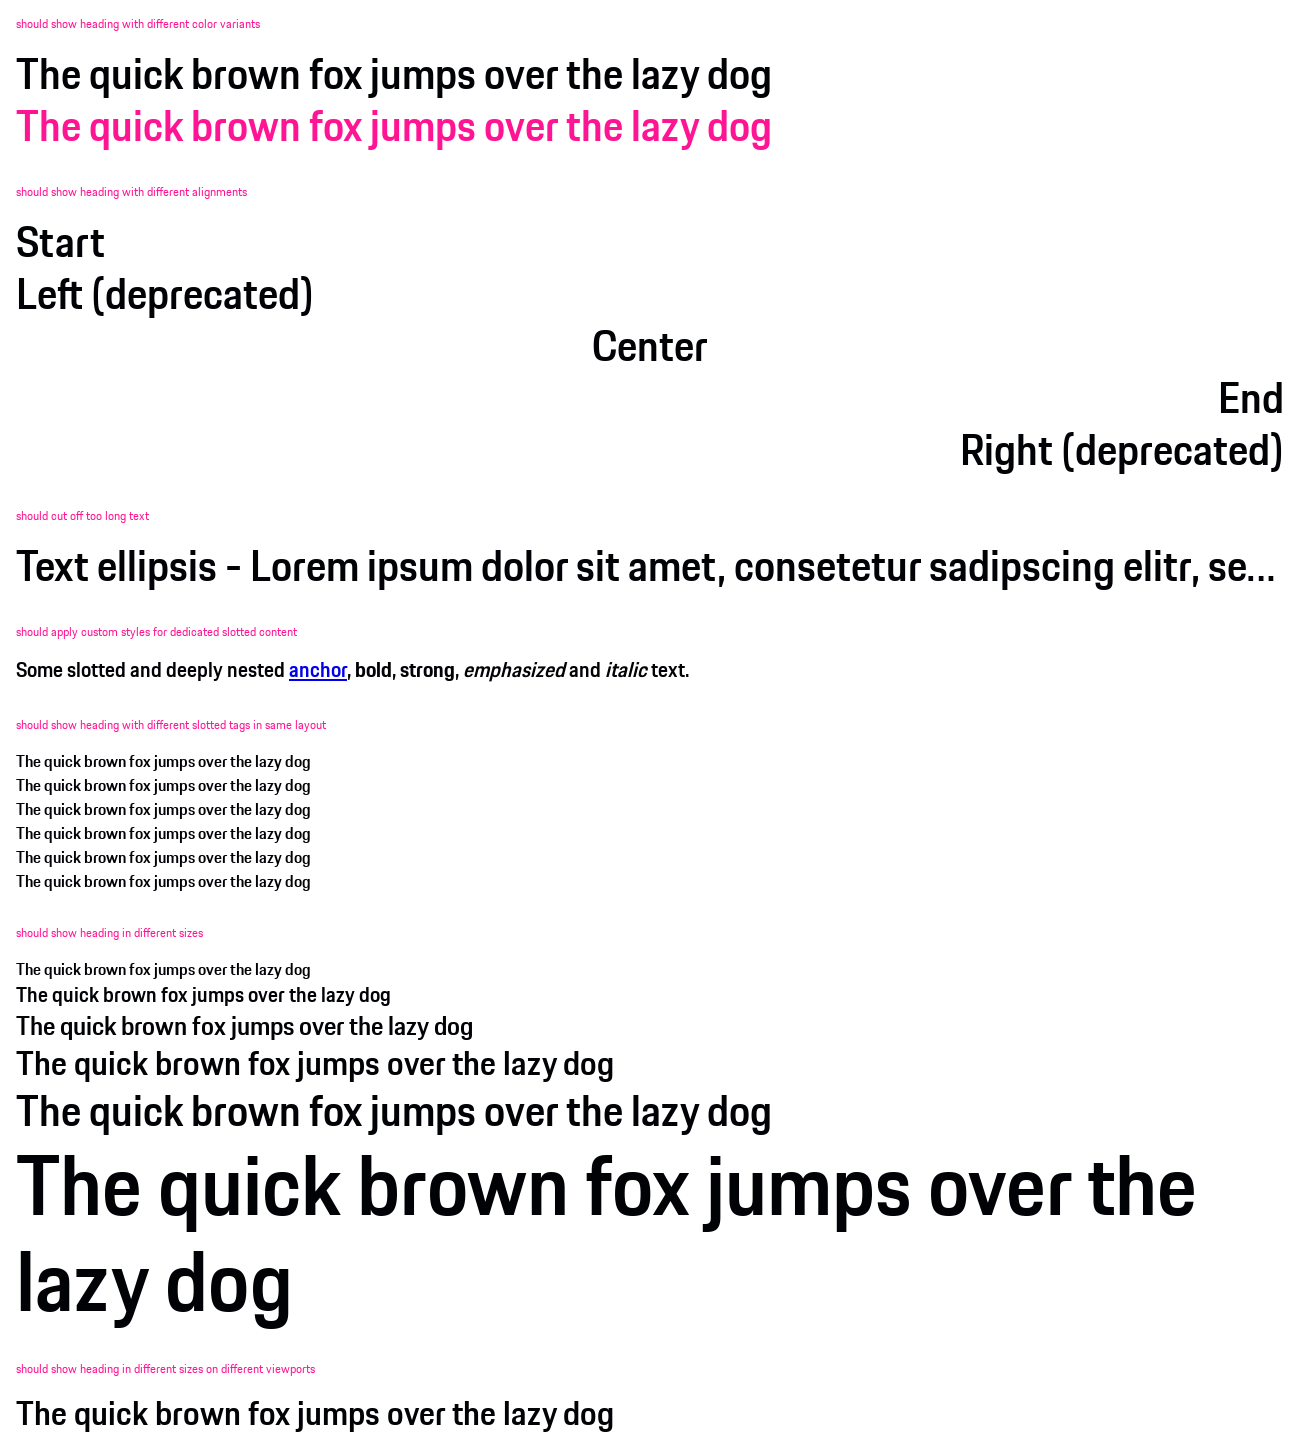 should show heading with different color variants
The quick brown fox jumps over the lazy dog
The quick brown fox jumps over the lazy dog
should show heading with different alignments
Start
Left (deprecated)
Center
End
Right (deprecated)
should cut off too long text
Text ellipsis - Lorem ipsum dolor sit amet, consetetur sadipscing elitr, se...
should apply custom styles for dedicated slotted content
Some slotted and deeply nested anchor, bold, strong, emphasized and italic text.
should show heading with different slotted tags in same layout
The quick brown fox jumps over the lazy dog
The quick brown fox jumps over the lazy dog
The quick brown fox jumps over the lazy dog
The quick brown fox jumps over the lazy dog
The quick brown fox jumps over the lazy dog
The quick brown fox jumps over the lazy dog
should show heading in different sizes
The quick brown fox jumps over the lazy dog
The quick brown fox jumps over the lazy dog
The quick brown fox jumps over the lazy dog
The quick brown fox jumps over the lazy dog
The quick brown fox jumps over the lazy dog
The quick brown fox jumps over the
lazy dog
should show heading in different sizes on different viewports
The quick brown fox jumps over the lazy dog